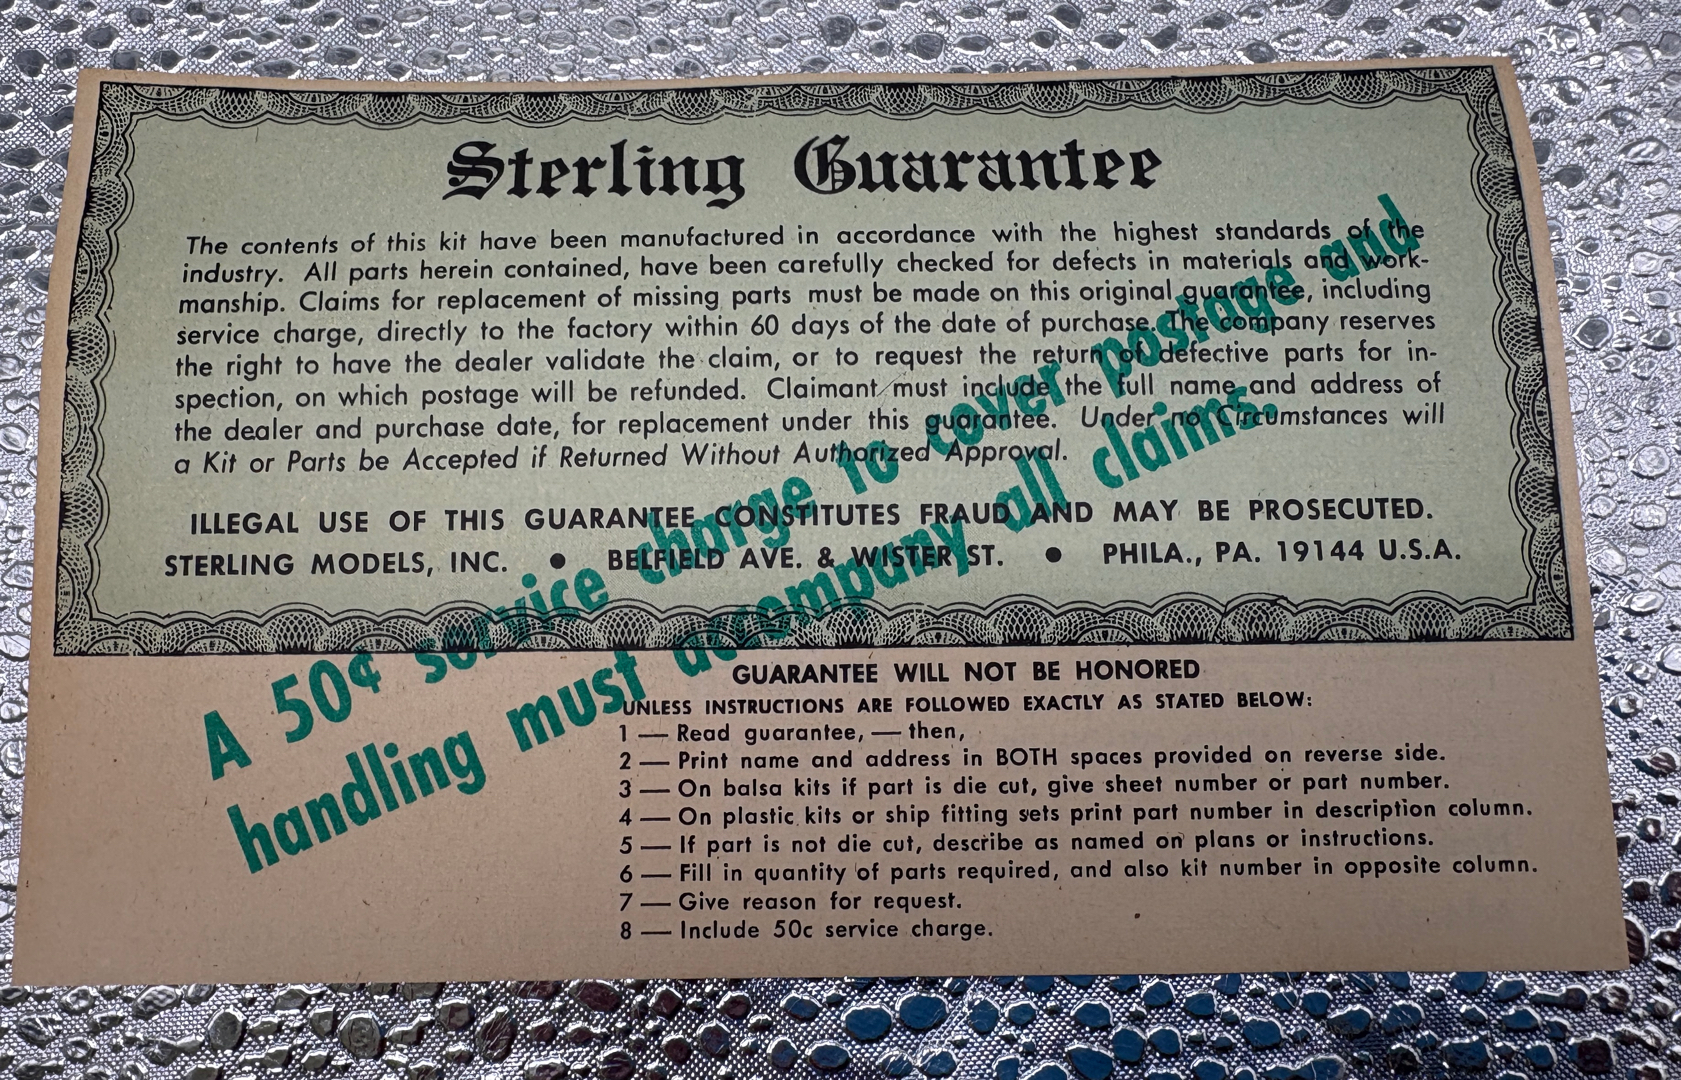 Sterling Guarantee
The contents of this kit have been manufactured in accordance with the highest standards of the
industry. All parts herein contained, have been carefully checked for defects in materials and work-
manship. Claims for replacement of missing parts must be made on this original guarantee, including
service charge, directly to the factory within 60 days of the date of purchase. The company reserves
the right to have the dealer validate the claim, or to request the return of defective parts for in-
spection, on which postage will be refunded. Claimant must include the full name and address of
the dealer and purchase date, for replacement under this guarantee. Under no Circumstances will
a Kit or Parts be Accepted if Returned Without Authorized Approval.
ILLEGAL USE OF THIS GUARANTEE CONSTITUTES FRAUD AND MAY BE PROSECUTED.
STERLING MODELS, INC. • BELFIELD AVE. & WISTER ST. • PHILA., PA. 19144 U.S.A.
A 50¢ service charge to cover postage and
handling must accompany all claims.
GUARANTEE WILL NOT BE HONORED
UNLESS INSTRUCTIONS ARE FOLLOWED EXACTLY AS STATED BELOW:
1 — Read guarantee, — then,
2 — Print name and address in BOTH spaces provided on reverse side.
3 — On balsa kits if part is die cut, give sheet number or part number.
4 — On plastic kits or ship fitting sets print part number in description column.
5 — If part is not die cut, describe as named on plans or instructions.
6 — Fill in quantity of parts required, and also kit number in opposite column.
7 — Give reason for request.
8 — Include 50c service charge.